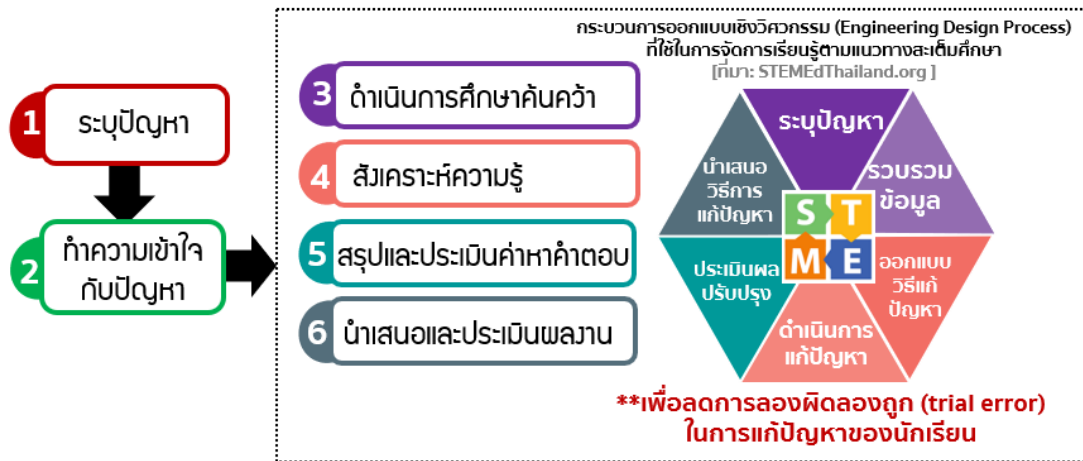 1
ระบุปัญหา
2
ทำความเข้าใจ
กับปัญหา
3
ดำเนินการศึกษาค้นคว้า
4
สังเคราะห์ความรู้
5
สรุปและประเมินค่าหาคำตอบ
6
นำเสนอและประเมินผลงาน
กระบวนการออกแบบเชิงวิศวกรรม (Engineering Design Process)
ที่ใช้ในการจัดการเรียนรู้ตามแนวทางสะเต็มศึกษา
[ที่มา: STEMEdThailand.org ]
ระบุปัญหา
รวบรวม
ข้อมูล
ออกแบบ
วิธีแก้
ปัญหา
ดำเนินการ
แก้ปัญหา
ประเมินผล
ปรับปรุง
นำเสนอ
วิธีการ
แก้ปัญหา
S T
M E
**เพื่อลดการลองผิดลองถูก (trial error)
ในการแก้ปัญหาของนักเรียน